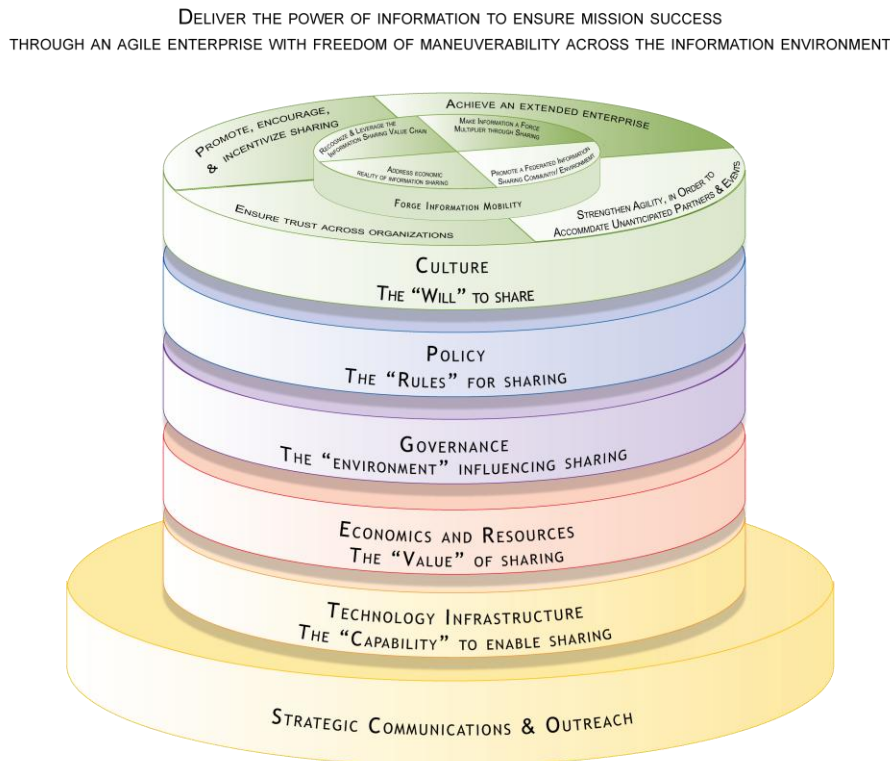 Deliver the power of information to ensure mission success
through an agile enterprise with freedom of maneuverability across the information environment
Promote, encourage,
& incentivize sharing
Achieve an extended enterprise
Recognize & Leverage the
Information Sharing Value Chain
Make Information a Force
Multiplier through Sharing
Address economic
reality of information sharing
Promote a Federated Information
Sharing Community/Environment
Forge Information Mobility
Ensure trust across organizations
Strengthen Agility, in Order to
Accommdate Unanticipated Partners & Events
Culture
The “Will” to share
Policy
The “Rules” for sharing
Governance
The “environment” influencing sharing
Economics and Resources
The “Value” of sharing
Technology Infrastructure
The “Capability” to enable sharing
Strategic Communications & Outreach